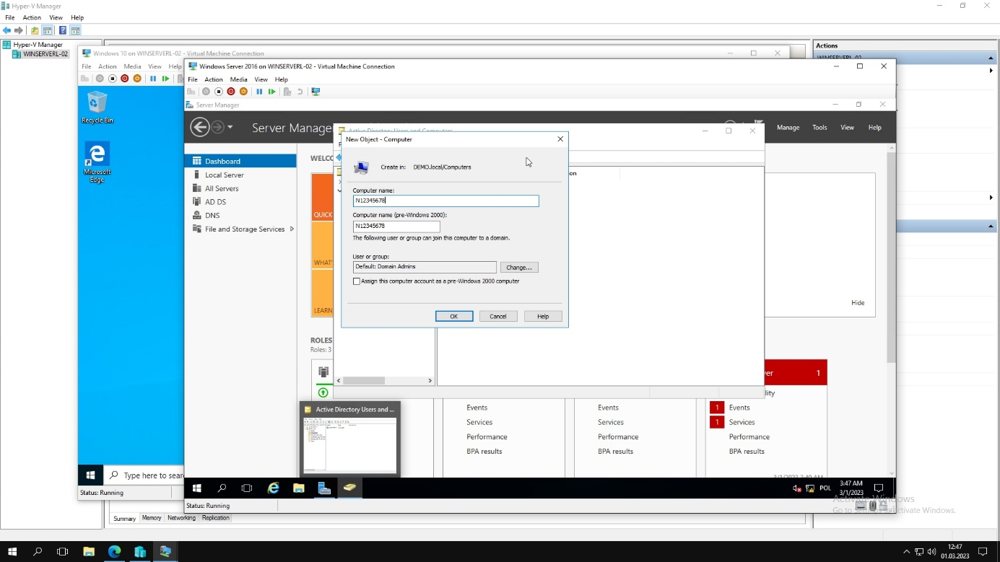 Hyper-V Manager
File Action View Help
Hyper-V Manager
WINSERVERL-02
Actions
WINSERVERL-02
Windows 10 on WINSERVERL-02 - Virtual Machine Connection
File Action Media View Help
Recycle Bin
Microsoft
Edge
Type here to sear
Status: Running
Windows Server 2016 on WINSERVERL-02 - Virtual Machine Connection
File Action Media View Help
Server Manager
Server Manage
Manage Tools View Help
Dashboard
Local Server
All Servers
AD DS
DNS
File and Storage Services
WELCO
QUICK
WHAT'
LEARN
Hide
ROLES
Roles: 3
Active Directory Users and Computers
on
New Object - Computer
Create in: DEMO.local/Computers
Computer name:
N12345678
Computer name (pre-Windows 2000):
N12345678
The following user or group can join this computer to a domain.
User or group:
Default: Domain Admins
Change...
Assign this computer account as a pre-Windows 2000 computer
OK Cancel Help
Active Directory Users and ...
Events
Services
Performance
BPA results
Events
Services
Performance
BPA results
ver 1
ility
1 Events
1 Services
Performance
BPA results
3/1/2023 3:40 AM
POL
3:47 AM
3/1/2023
Status: Running
Activate Windows
Summary Memory Networking Replication
12:47
01.03.2023